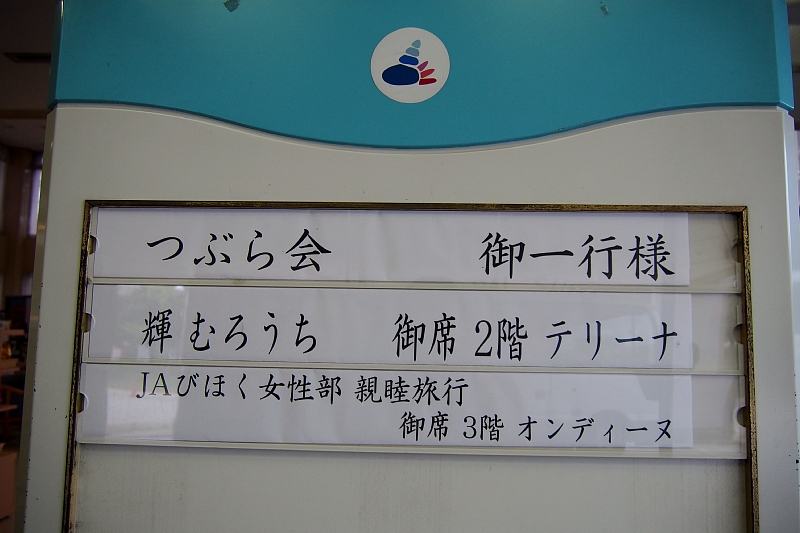 つぶら会 御一行様
輝 むろうち 御席 2階 テリーナ
JAびほく女性部 親睦旅行
御席 3階 オンディーヌ